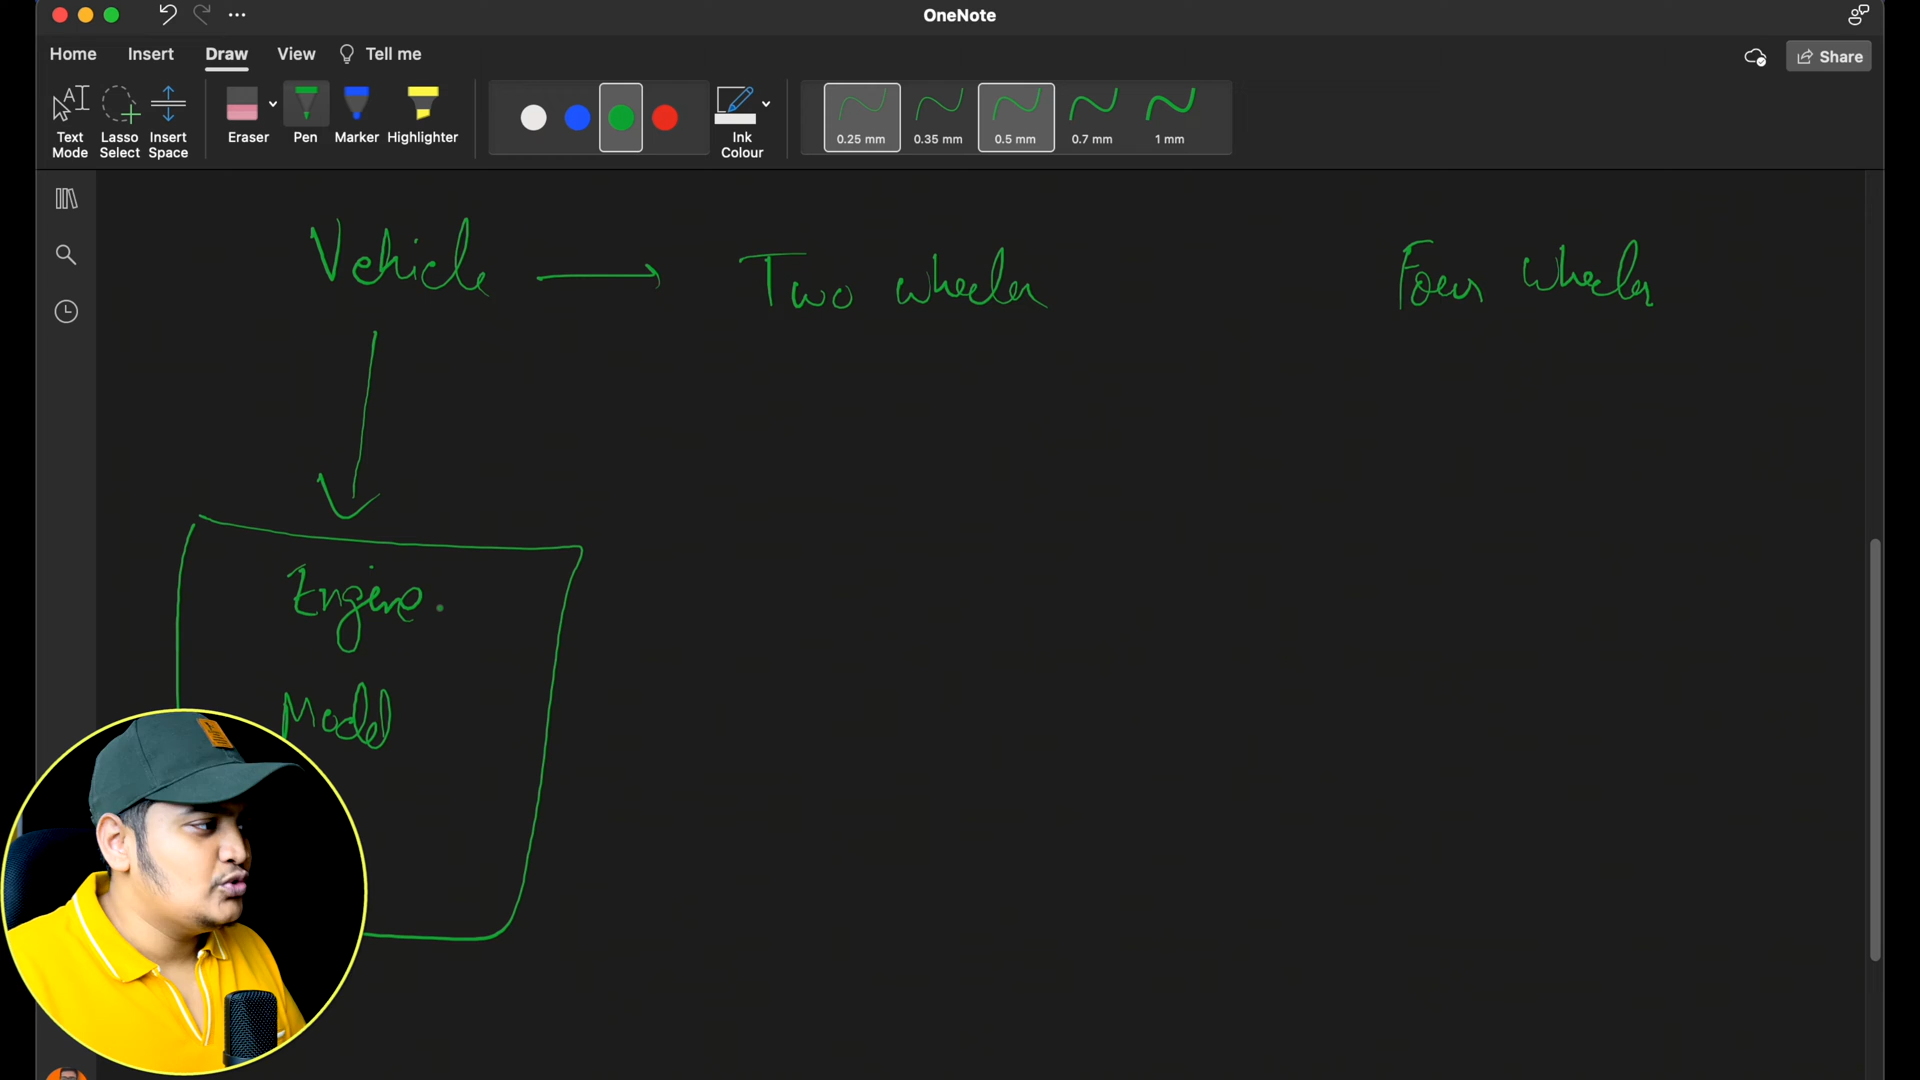 OneNote
Home Insert Draw View Tell me
Share
Text Mode
Lasso Select
Insert Space
Eraser
Pen
Marker
Highlighter
Ink Colour
0.25 mm
0.35 mm
0.5 mm
0.7 mm
1 mm
Vehicle → Two wheeler Four wheeler
Engine.
Model